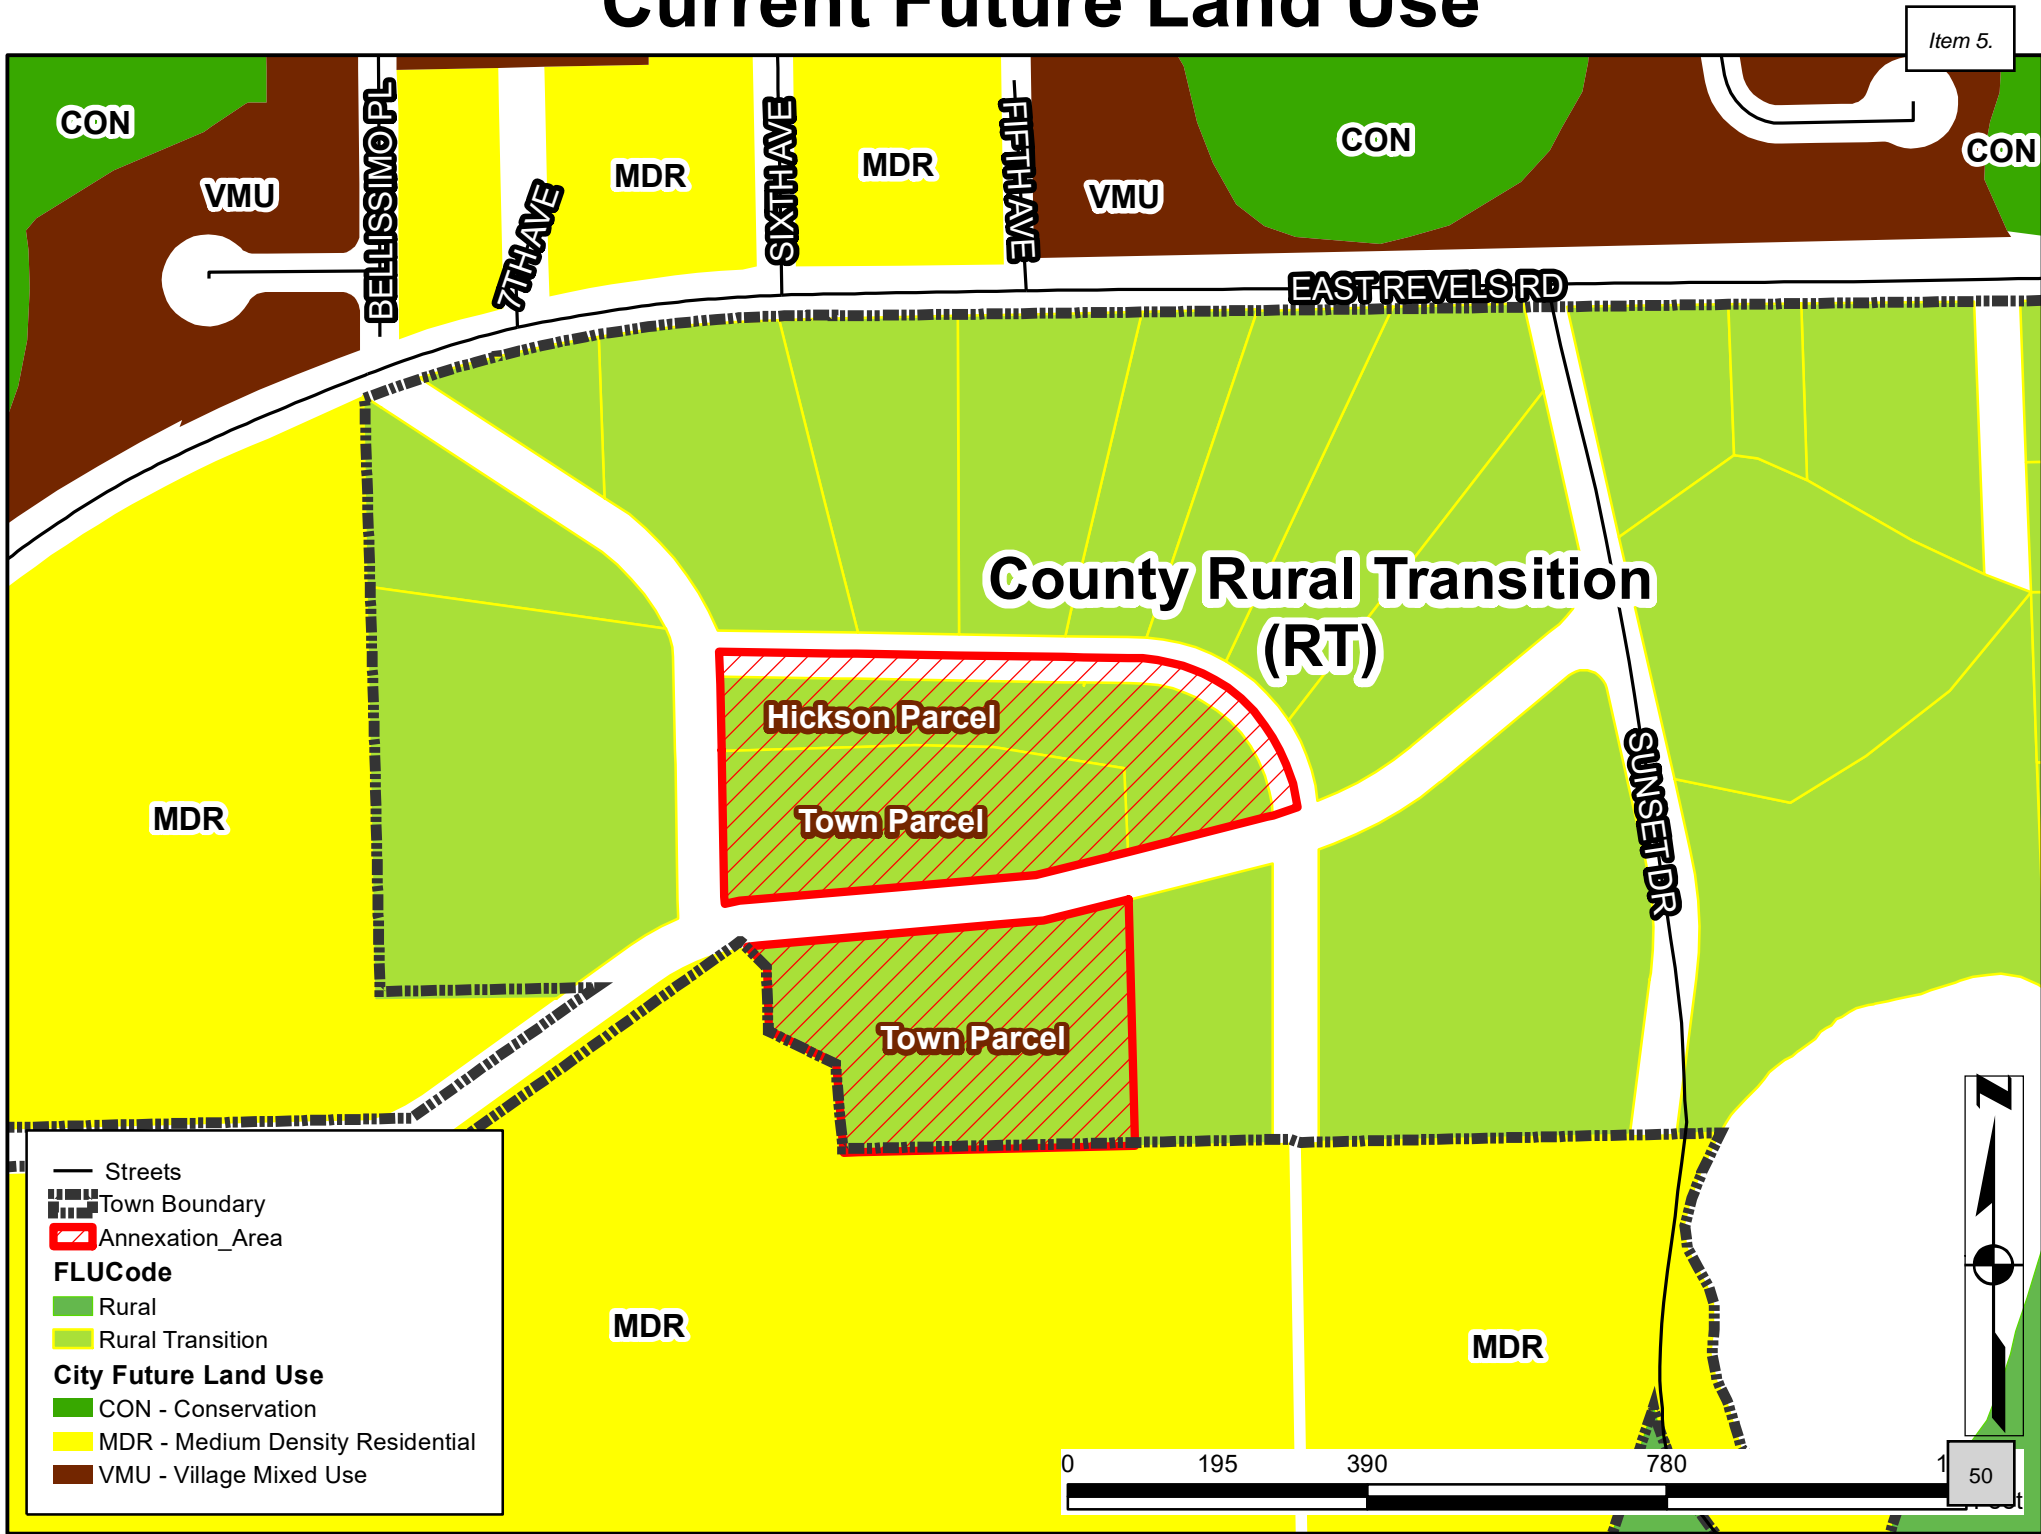 Current Future Land Use
Item 5.
CON
VMU
BELLISSIMO PL
7TH AVE
MDR
SIXTH AVE
MDR
FIFTH AVE
VMU
CON
CON
EAST REVELS RD
County Rural Transition
(RT)
Hickson Parcel
Town Parcel
MDR
SUNSET DR
Town Parcel
MDR
MDR
Streets
Town Boundary
Annexation_Area
FLUCode
Rural
Rural Transition
City Future Land Use
CON - Conservation
MDR - Medium Density Residential
VMU - Village Mixed Use
N
0 195 390 780
50